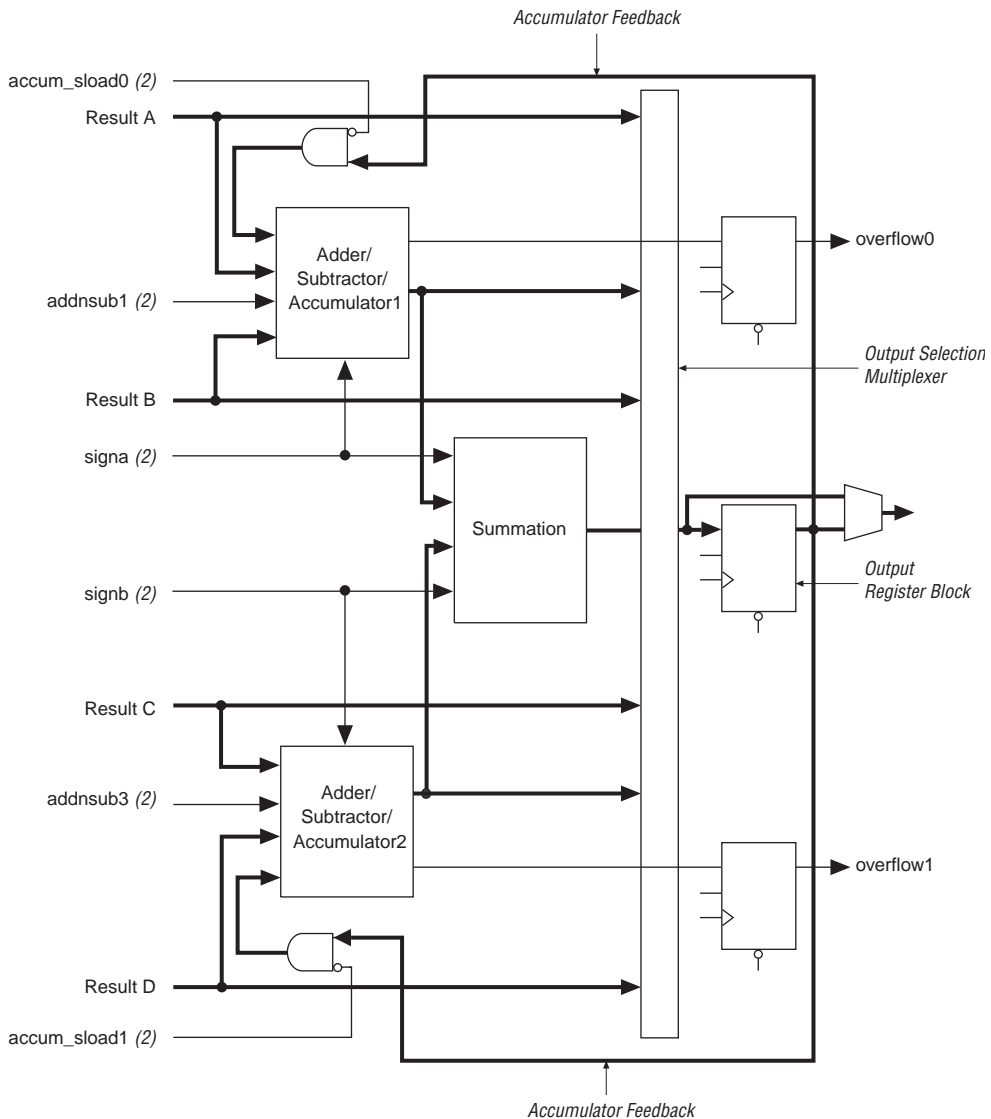 Accumulator Feedback
accum_sload0 (2)
Result A
overflow0
Adder/
Subtractor/
Accumulator1
addnsub1 (2)
Output Selection
Multiplexer
Result B
signa (2)
Summation
signb (2)
Output
Register Block
Result C
addnsub3 (2)
Adder/
Subtractor/
Accumulator2
overflow1
Result D
accum_sload1 (2)
Accumulator Feedback